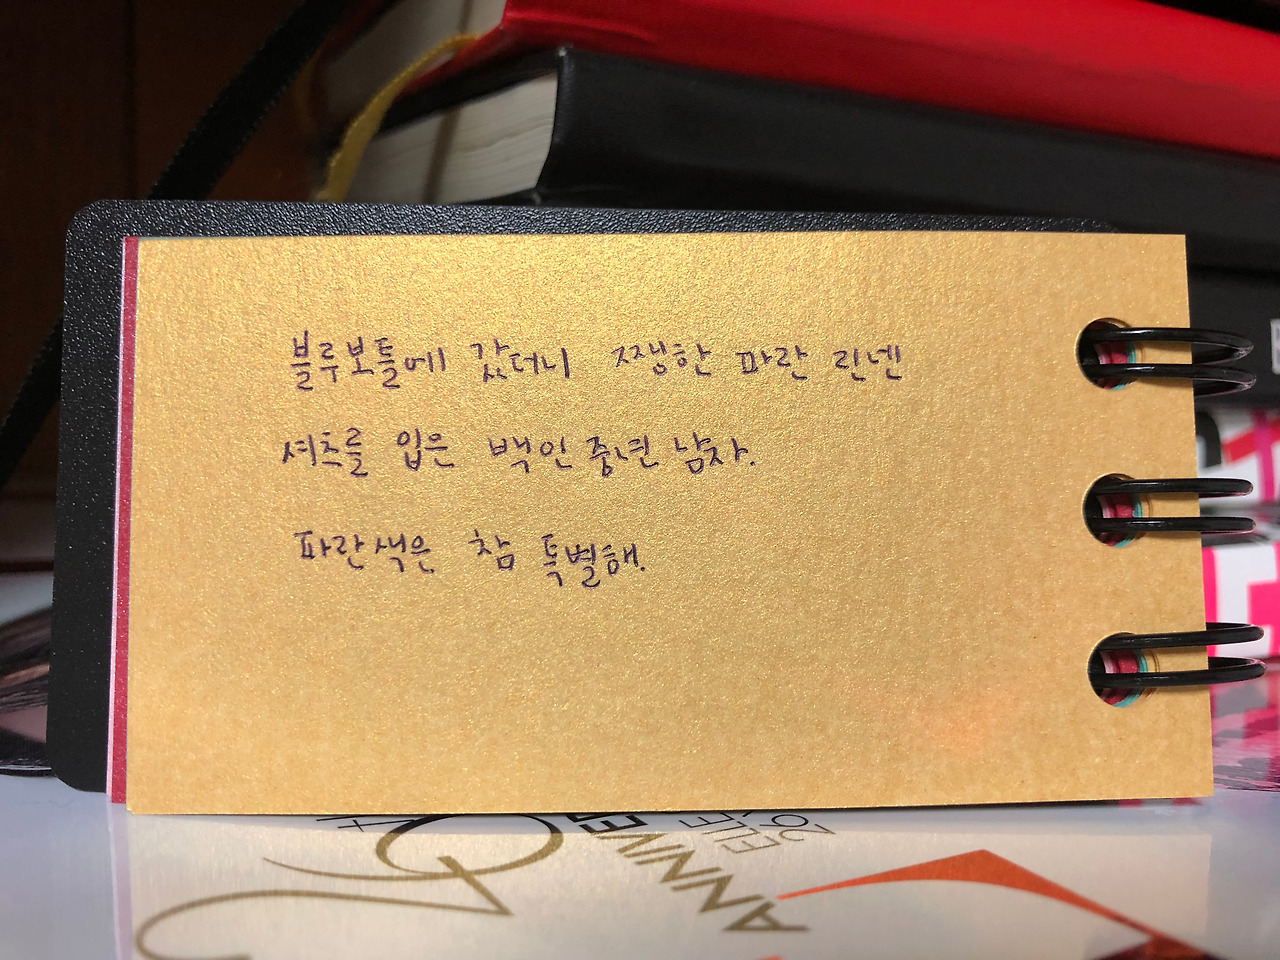 블루보틀에 갔더니 쨍한 파란 린넨
셔츠를 입은 백인 중년 남자.
파란색은 참 특별해.
ANNIVE